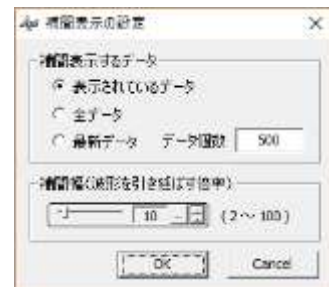 補間表示の設定
補間表示するデータ
表示されているデータ
全データ
最新データ データ個数 500
補間幅(波形を引き延ばす倍率)
10 (2～100)
OK Cancel